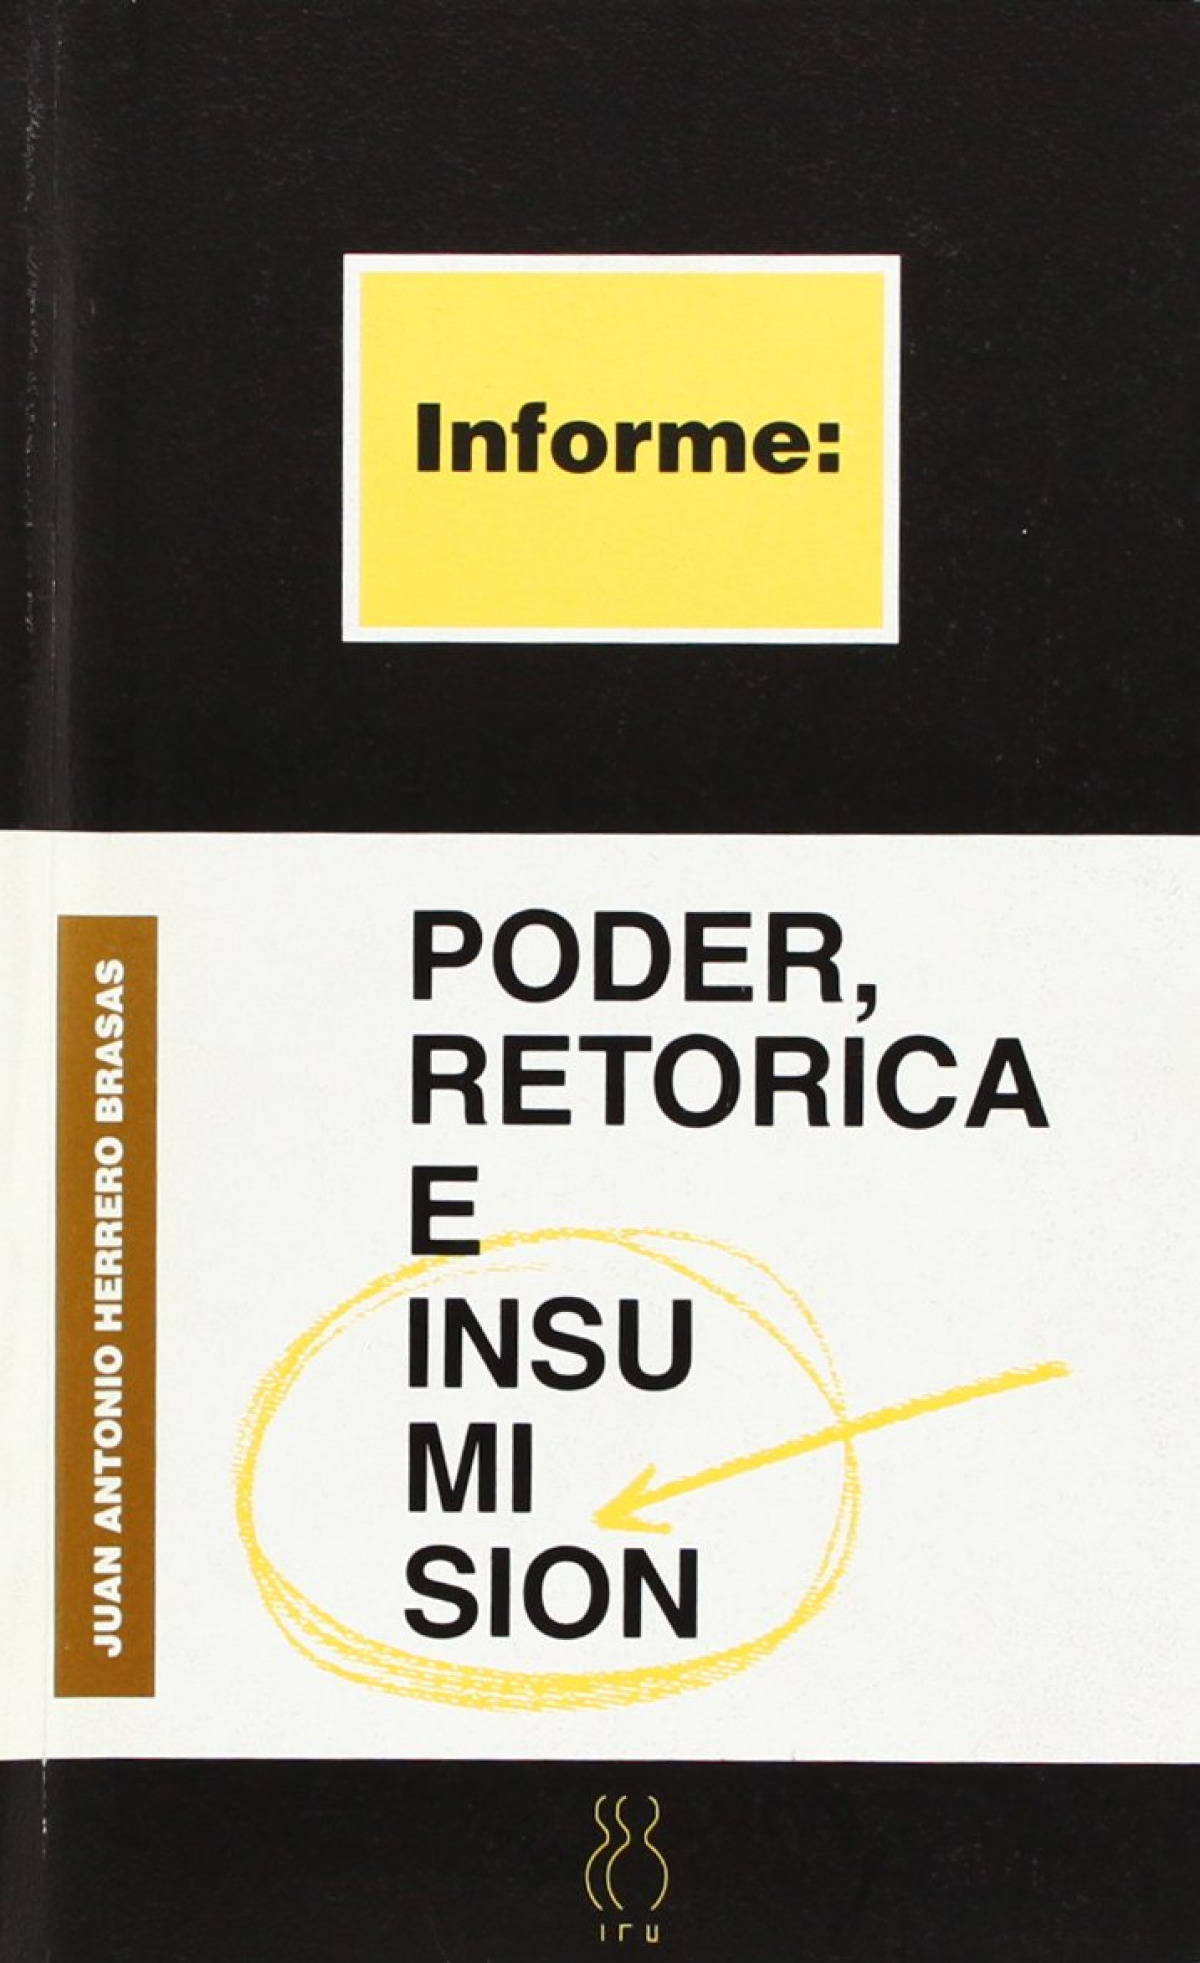 Informe:
PODER,
RETORICA
E
INSU
MI
SION
JUAN ANTONIO HERRERO BRASAS
iru